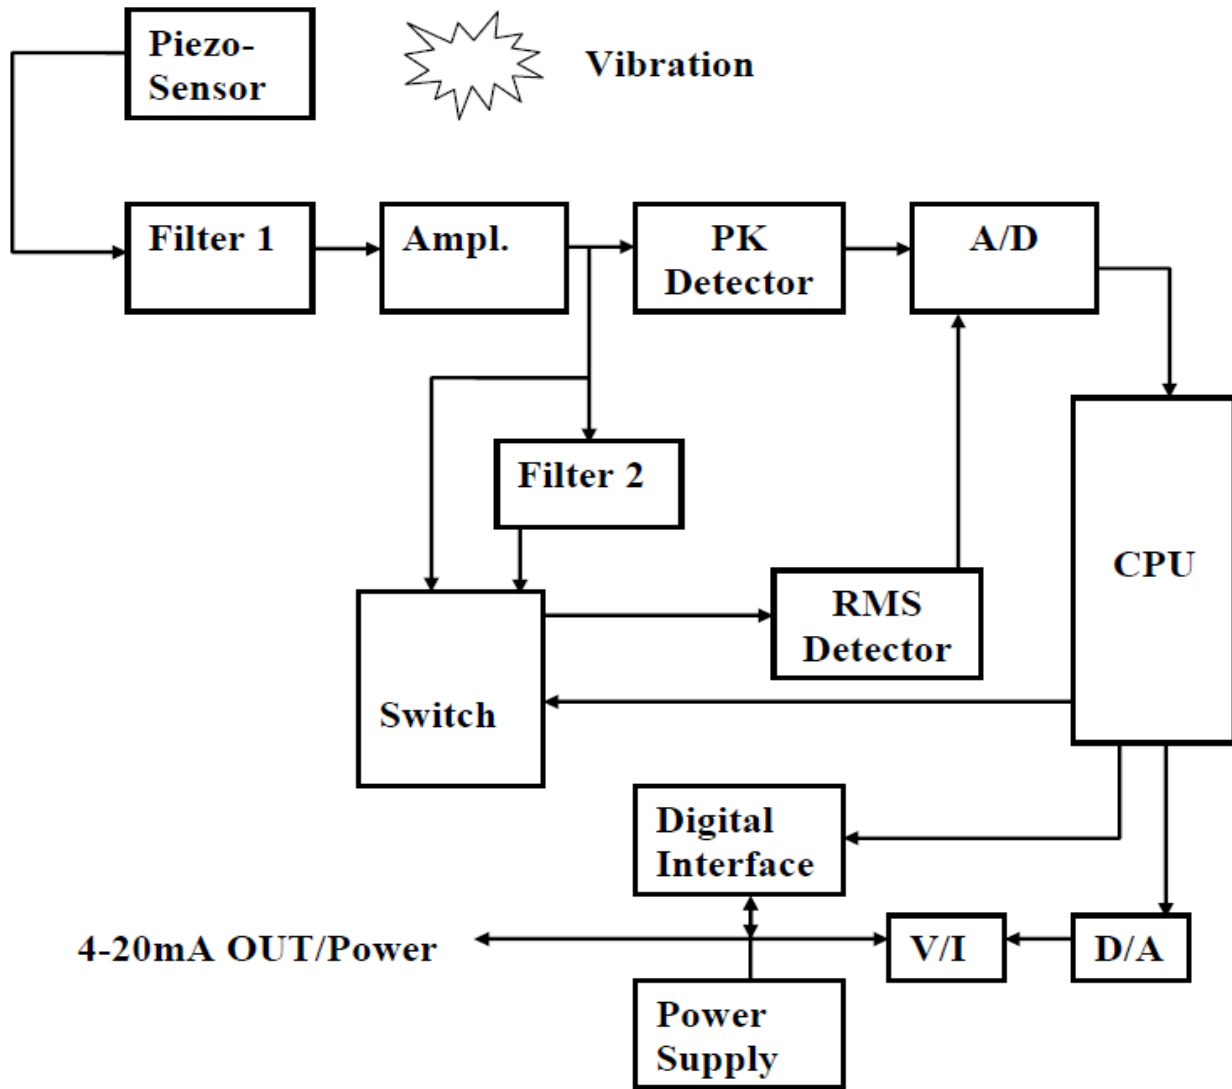 Piezo-
Sensor
Vibration
Filter 1
Ampl.
PK
Detector
A/D
Filter 2
CPU
RMS
Detector
Switch
Digital
Interface
4-20mA OUT/Power
V/I
D/A
Power
Supply